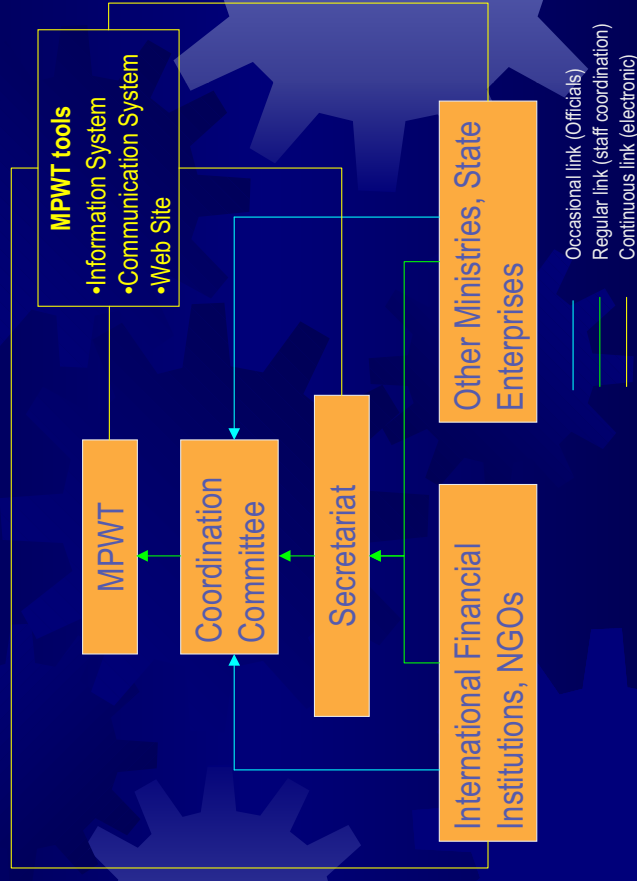 MPWT tools
•Information System
•Communication System
•Web Site
MPWT
Coordination
Committee
Secretariat
International Financial
Institutions, NGOs
Other Ministries, State
Enterprises
Occasional link (Officials)
Regular link (staff coordination)
Continuous link (electronic)